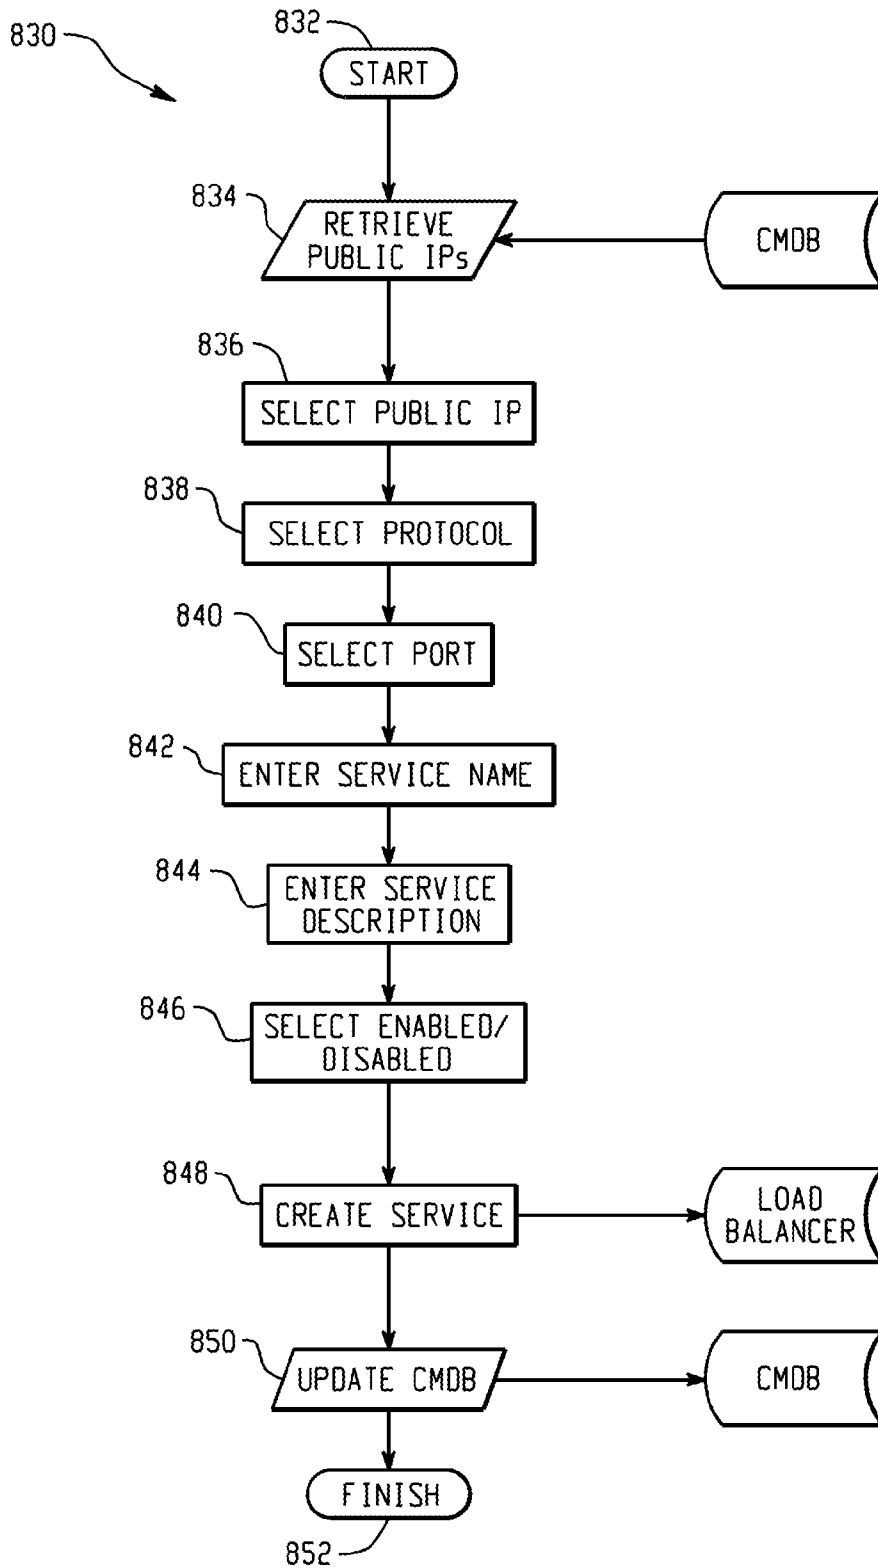 832
830
START
834
RETRIEVE
PUBLIC IPs
CMDB
836
SELECT PUBLIC IP
838
SELECT PROTOCOL
840
SELECT PORT
842
ENTER SERVICE NAME
844
ENTER SERVICE
DESCRIPTION
846
SELECT ENABLED/
DISABLED
848
CREATE SERVICE
LOAD
BALANCER
850
UPDATE CMDB
CMDB
FINISH
852